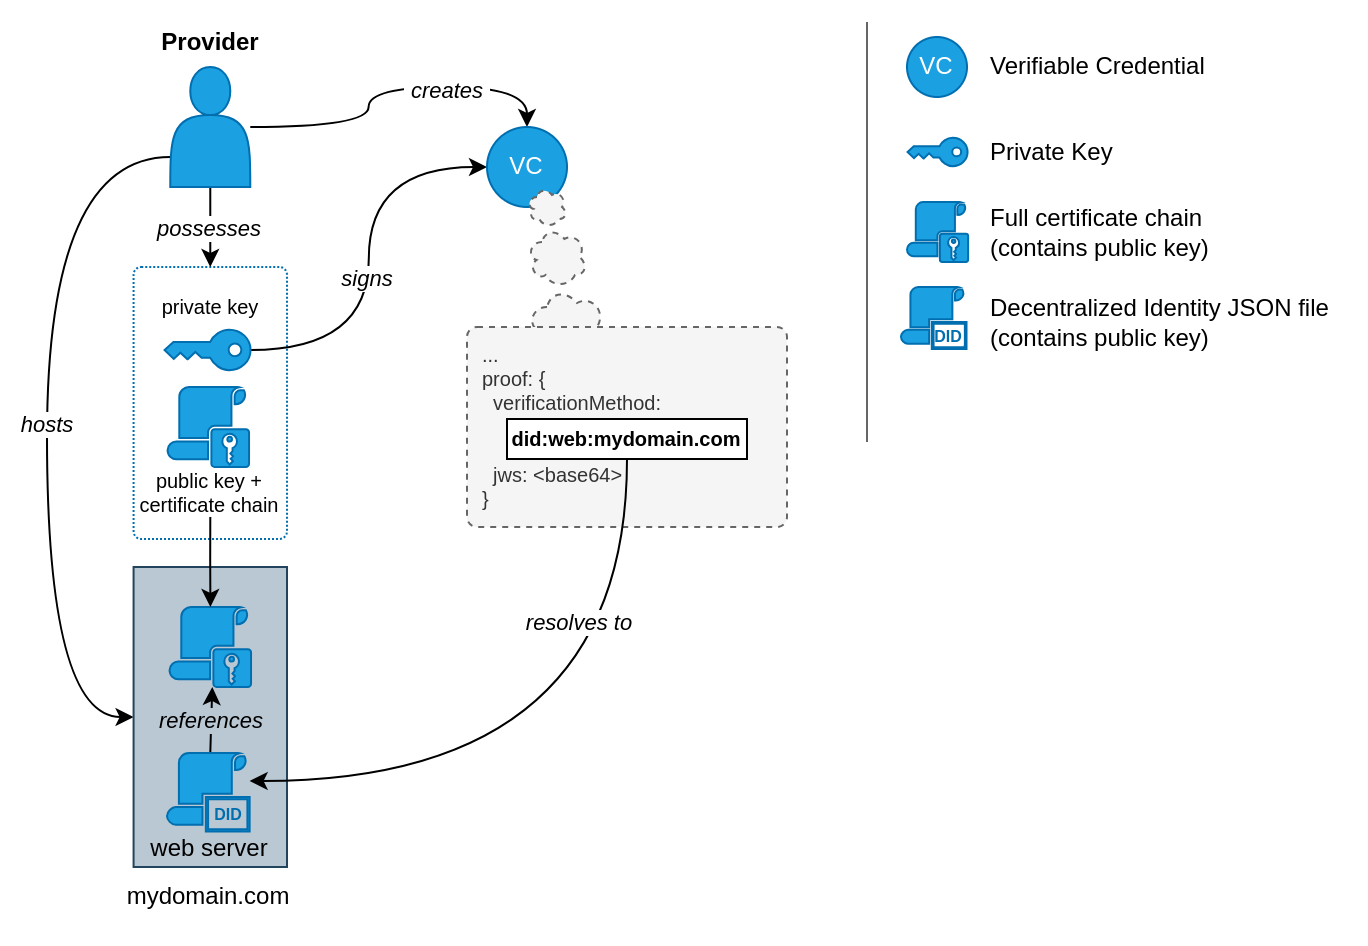 Provider
creates
VC
possesses
signs
private key
hosts
public key +
certificate chain
...
proof: {
verificationMethod:
did:web:mydomain.com
jws: <base64>
}
resolves to
references
DID
web server
mydomain.com
VC
Verifiable Credential
Private Key
Full certificate chain
(contains public key)
DID
Decentralized Identity JSON file
(contains public key)